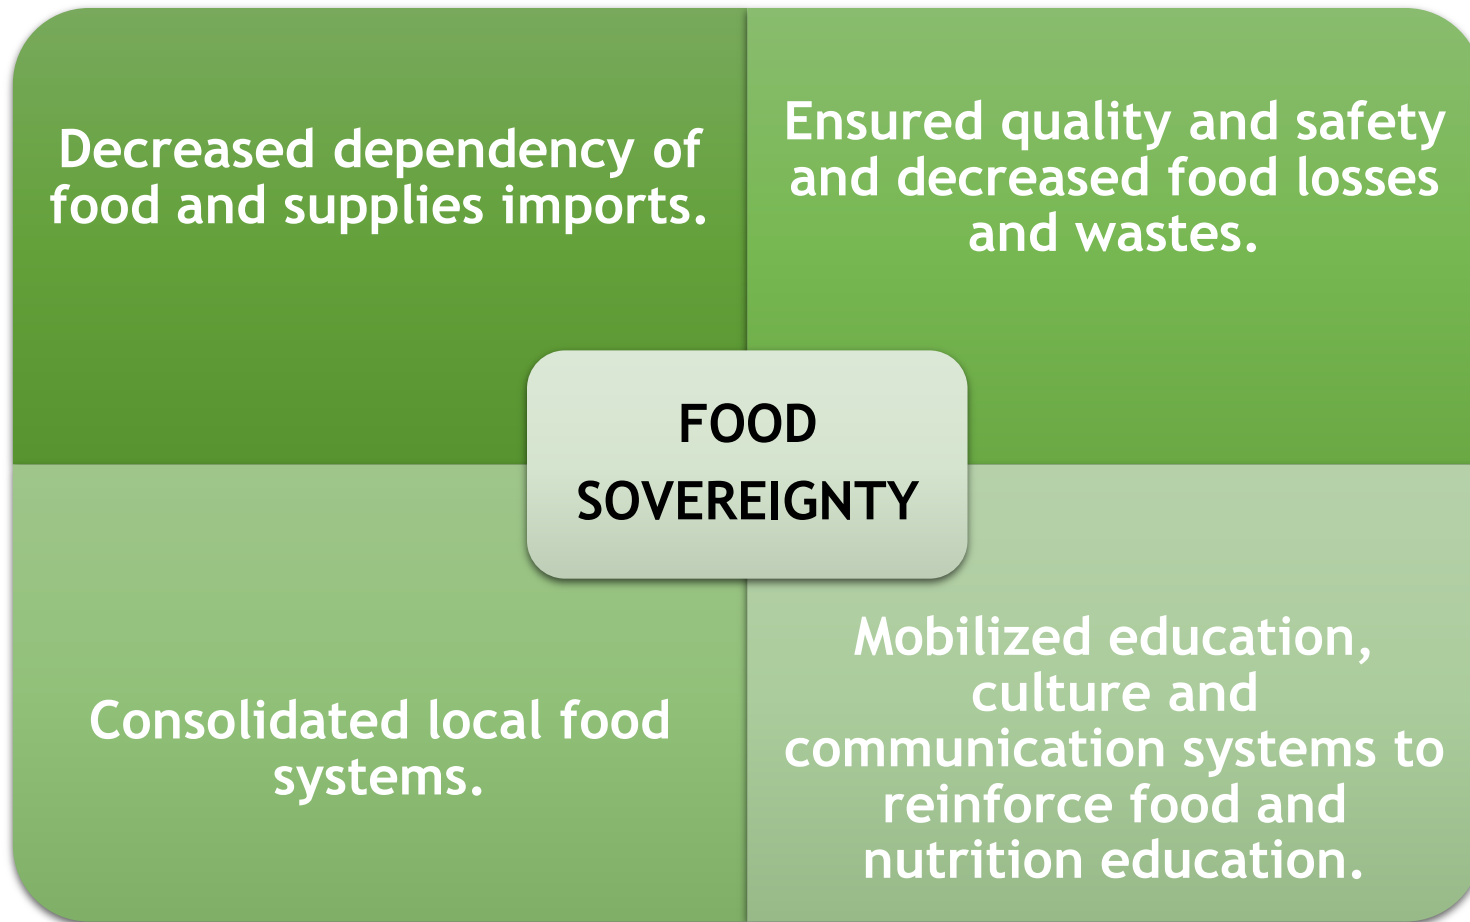 Decreased dependency of
food and supplies imports.
Ensured quality and safety
and decreased food losses
and wastes.
FOOD
SOVEREIGNTY
Consolidated local food
systems.
Mobilized education,
culture and
communication systems to
reinforce food and
nutrition education.